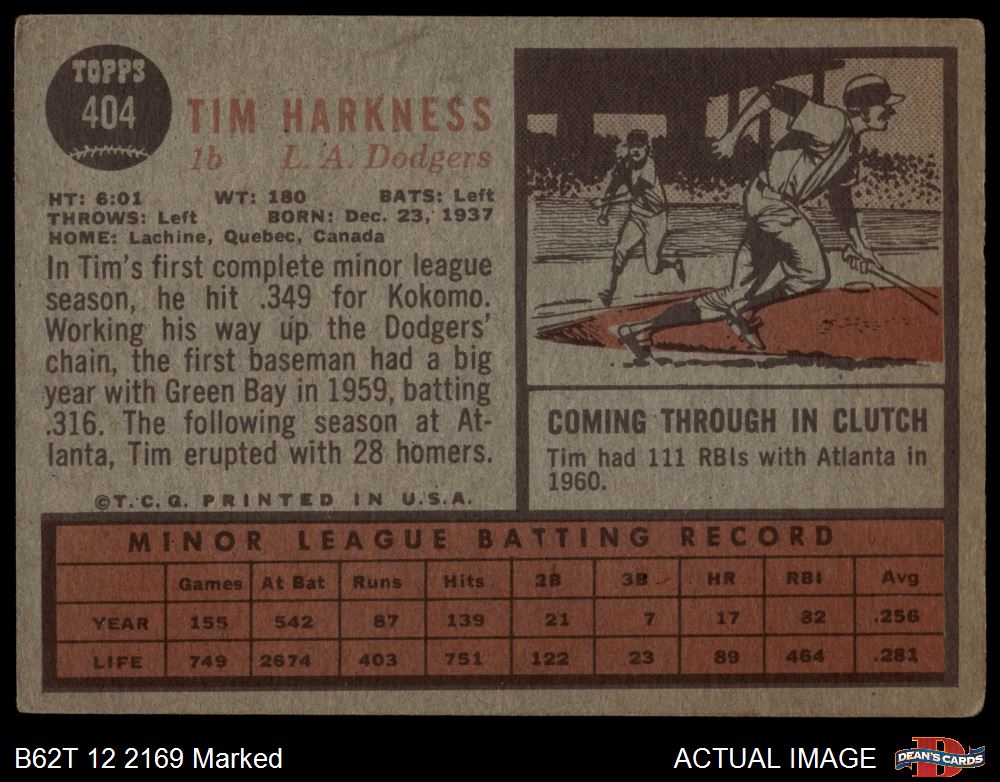 TOPPS
404
TIM HARKNESS
1b L. A. Dodgers
HT: 6:01 WT: 180 BATS: Left
THROWS: Left BORN: Dec. 23, 1937
HOME: Lachine, Quebec, Canada
In Tim's first complete minor league
season, he hit .349 for Kokomo.
Working his way up the Dodgers'
chain, the first baseman had a big
year with Green Bay in 1959, batting
.316. The following season at At-
lanta, Tim erupted with 28 homers.
©T.C.G. PRINTED IN U.S.A.
COMING THROUGH IN CLUTCH
Tim had 111 RBIs with Atlanta in
1960.
MINOR LEAGUE BATTING RECORD
Games At Bat Runs Hits 2B 3B HR RBI Avg
YEAR 155 542 87 139 21 7 17 82 .256
LIFE 749 2674 403 751 122 23 89 464 .281
B62T 12 2169 Marked
ACTUAL IMAGE
D
DEAN'S CARDS